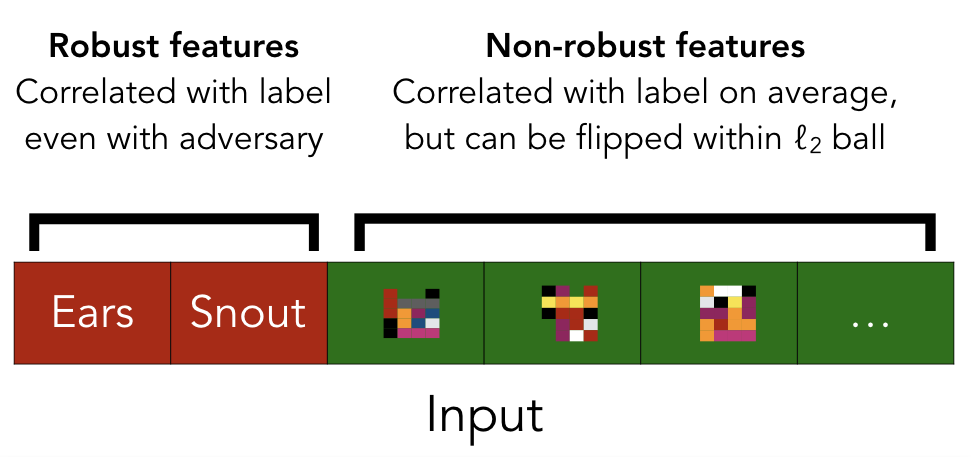 Robust features
Correlated with label
even with adversary
Non-robust features
Correlated with label on average,
but can be flipped within ℓ₂ ball
Ears
Snout
...
Input